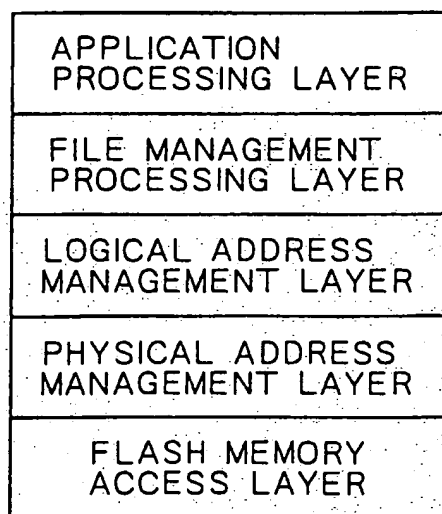 APPLICATION
PROCESSING LAYER
FILE MANAGEMENT
PROCESSING LAYER
LOGICAL ADDRESS
MANAGEMENT LAYER
PHYSICAL ADDRESS
MANAGEMENT LAYER
FLASH MEMORY
ACCESS LAYER